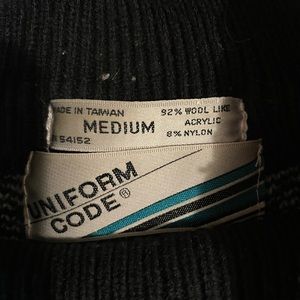 MADE IN TAIWAN
MEDIUM
54152
92% WOOL LIKE
ACRYLIC
8% NYLON
UNIFORM
CODE®